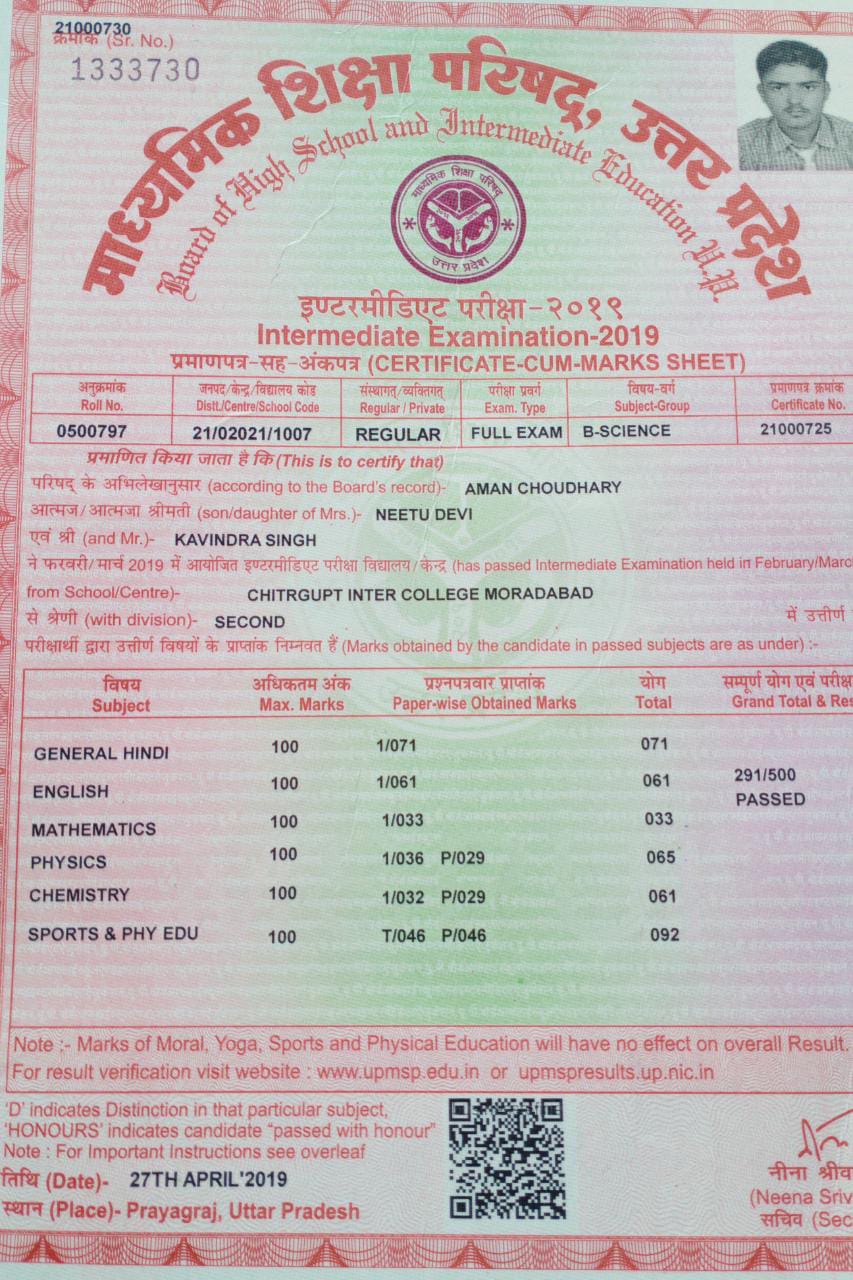 21000730
क्रमांक (Sr. No.)
1333730
माध्यमिक शिक्षा परिषद्, उत्तर प्रदेश
Board of High School and Intermediate Education U.P.
माध्यमिक शिक्षा परिषद्
उत्तर प्रदेश
इण्टरमीडिएट परीक्षा-२०१९
Intermediate Examination-2019
प्रमाणपत्र-सह-अंकपत्र (CERTIFICATE-CUM-MARKS SHEET)
अनुक्रमांक जनपद/केन्द्र/विद्यालय कोड संस्थागत्/व्यक्तिगत् परीक्षा प्रवर्ग विषय-वर्ग प्रमाणपत्र क्रमांक
Roll No. Distt./Centre/School Code Regular / Private Exam. Type Subject-Group Certificate No.
0500797 21/02021/1007 REGULAR FULL EXAM B-SCIENCE 21000725
प्रमाणित किया जाता है कि (This is to certify that)
परिषद् के अभिलेखानुसार (according to the Board's record)- AMAN CHOUDHARY
आत्मज/आत्मजा श्रीमती (son/daughter of Mrs.)- NEETU DEVI
एवं श्री (and Mr.)- KAVINDRA SINGH
ने फरवरी/मार्च 2019 में आयोजित इण्टरमीडिएट परीक्षा विद्यालय/केन्द्र (has passed Intermediate Examination held in February/March
from School/Centre)- CHITRGUPT INTER COLLEGE MORADABAD
से श्रेणी (with division)- SECOND में उत्तीर्ण
परीक्षार्थी द्वारा उत्तीर्ण विषयों के प्राप्तांक निम्नवत हैं (Marks obtained by the candidate in passed subjects are as under) :-
विषय अधिकतम अंक प्रश्नपत्रवार प्राप्तांक योग सम्पूर्ण योग एवं परीक्षा
Subject Max. Marks Paper-wise Obtained Marks Total Grand Total & Res
GENERAL HINDI 100 1/071 071
ENGLISH 100 1/061 061 291/500
PASSED
MATHEMATICS 100 1/033 033
PHYSICS 100 1/036 P/029 065
CHEMISTRY 100 1/032 P/029 061
SPORTS & PHY EDU 100 T/046 P/046 092
Note :- Marks of Moral, Yoga, Sports and Physical Education will have no effect on overall Result.
For result verification visit website : www.upmsp.edu.in or upmspresults.up.nic.in
'D' indicates Distinction in that particular subject,
'HONOURS' indicates candidate "passed with honour"
Note : For Important Instructions see overleaf
तिथि (Date)- 27TH APRIL'2019
स्थान (Place)- Prayagraj, Uttar Pradesh
नीना श्रीव
(Neena Sriv
सचिव (Sec